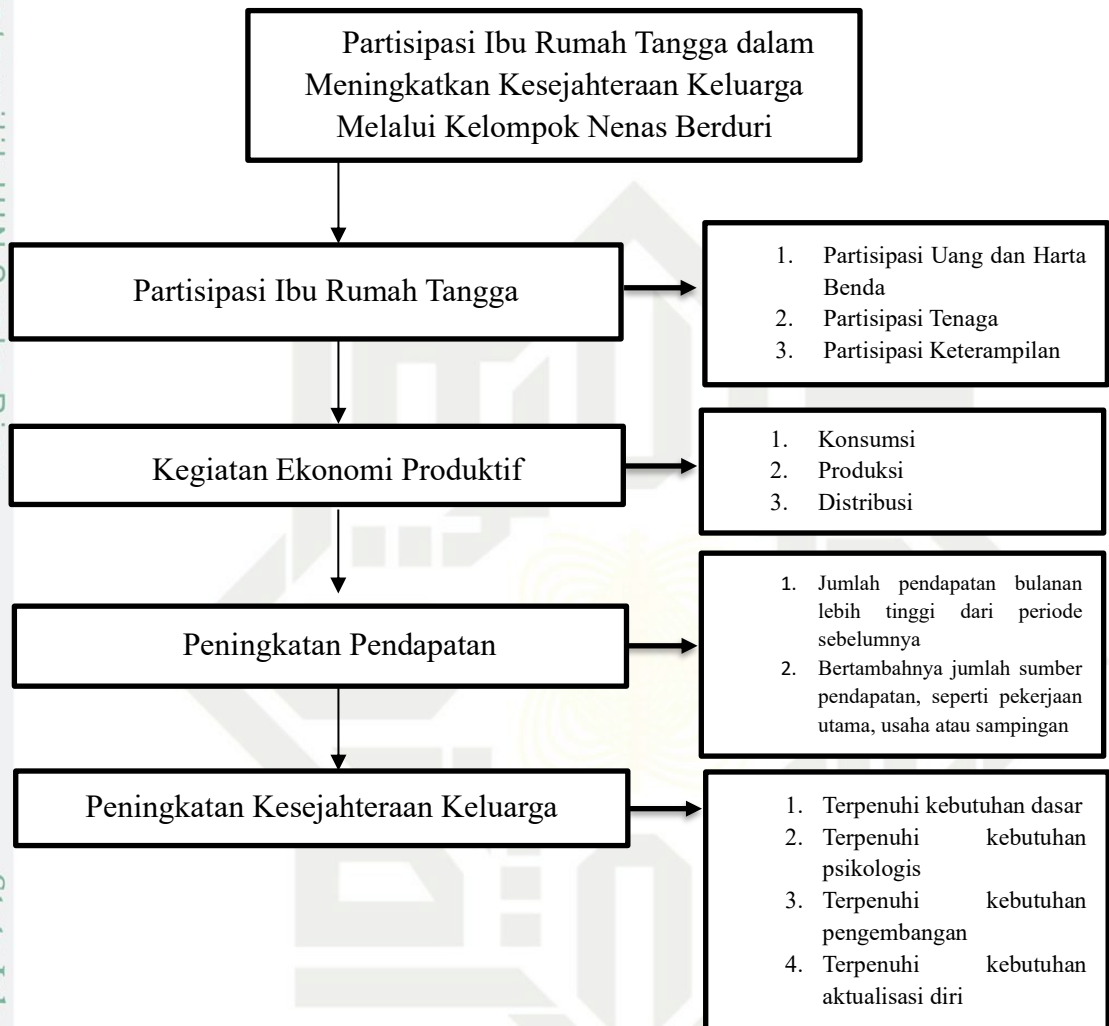 Partisipasi Ibu Rumah Tangga dalam
Meningkatkan Kesejahteraan Keluarga
Melalui Kelompok Nenas Berduri
Partisipasi Ibu Rumah Tangga
1. Partisipasi Uang dan Harta
Benda
2. Partisipasi Tenaga
3. Partisipasi Keterampilan
Kegiatan Ekonomi Produktif
1. Konsumsi
2. Produksi
3. Distribusi
Peningkatan Pendapatan
1. Jumlah pendapatan bulanan
lebih tinggi dari periode
sebelumnya
2. Bertambahnya jumlah sumber
pendapatan, seperti pekerjaan
utama, usaha atau sampingan
Peningkatan Kesejahteraan Keluarga
1. Terpenuhi kebutuhan dasar
2. Terpenuhi kebutuhan
psikologis
3. Terpenuhi kebutuhan
pengembangan
4. Terpenuhi kebutuhan
aktualisasi diri